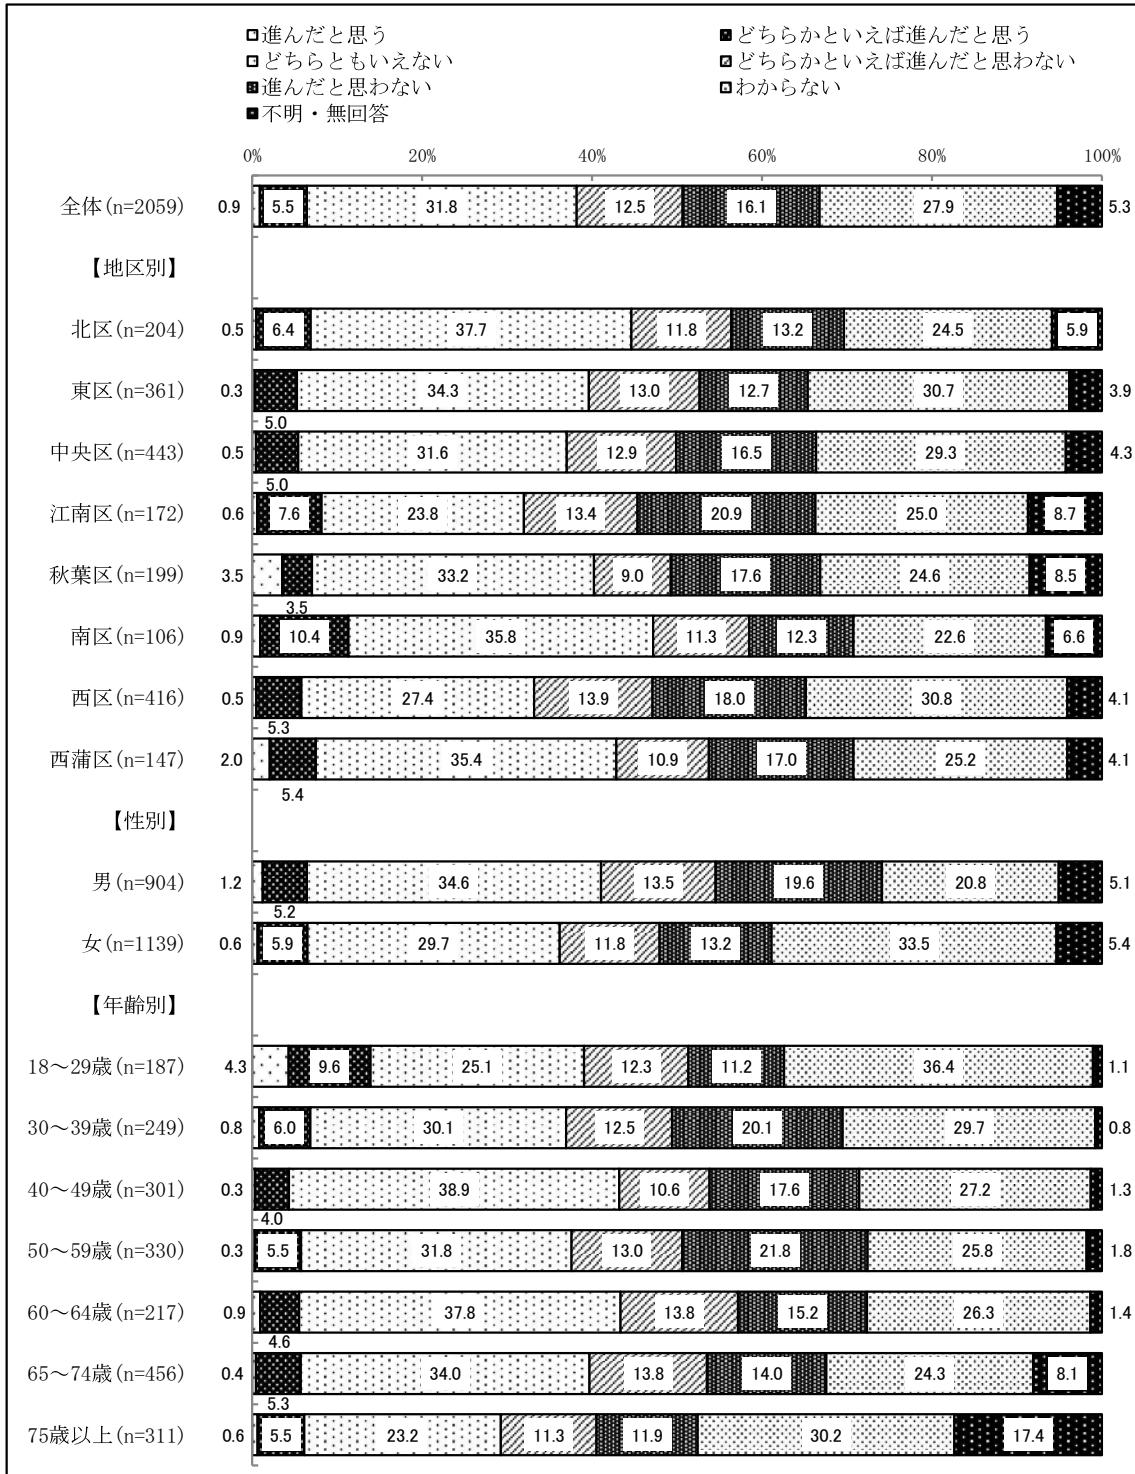 □進んだと思う ■どちらかといえば進んだと思う
□どちらともいえない □どちらかといえば進んだと思わない
■進んだと思わない □わからない
■不明・無回答
0% 20% 40% 60% 80% 100%
全体(n=2059) 0.9 5.5 31.8 12.5 16.1 27.9 5.3
【地区別】
北区(n=204) 0.5 6.4 37.7 11.8 13.2 24.5 5.9
東区(n=361) 0.3 34.3 13.0 12.7 30.7 3.9
5.0
中央区(n=443) 0.5 31.6 12.9 16.5 29.3 4.3
5.0
江南区(n=172) 0.6 7.6 23.8 13.4 20.9 25.0 8.7
秋葉区(n=199) 3.5 33.2 9.0 17.6 24.6 8.5
3.5
南区(n=106) 0.9 10.4 35.8 11.3 12.3 22.6 6.6
西区(n=416) 0.5 27.4 13.9 18.0 30.8 4.1
5.3
西蒲区(n=147) 2.0 35.4 10.9 17.0 25.2 4.1
5.4
【性別】
男(n=904) 1.2 34.6 13.5 19.6 20.8 5.1
5.2
女(n=1139) 0.6 5.9 29.7 11.8 13.2 33.5 5.4
【年齢別】
18～29歳(n=187) 4.3 9.6 25.1 12.3 11.2 36.4 1.1
30～39歳(n=249) 0.8 6.0 30.1 12.5 20.1 29.7 0.8
40～49歳(n=301) 0.3 38.9 10.6 17.6 27.2 1.3
4.0
50～59歳(n=330) 0.3 5.5 31.8 13.0 21.8 25.8 1.8
60～64歳(n=217) 0.9 37.8 13.8 15.2 26.3 1.4
4.6
65～74歳(n=456) 0.4 34.0 13.8 14.0 24.3 8.1
5.3
75歳以上(n=311) 0.6 5.5 23.2 11.3 11.9 30.2 17.4